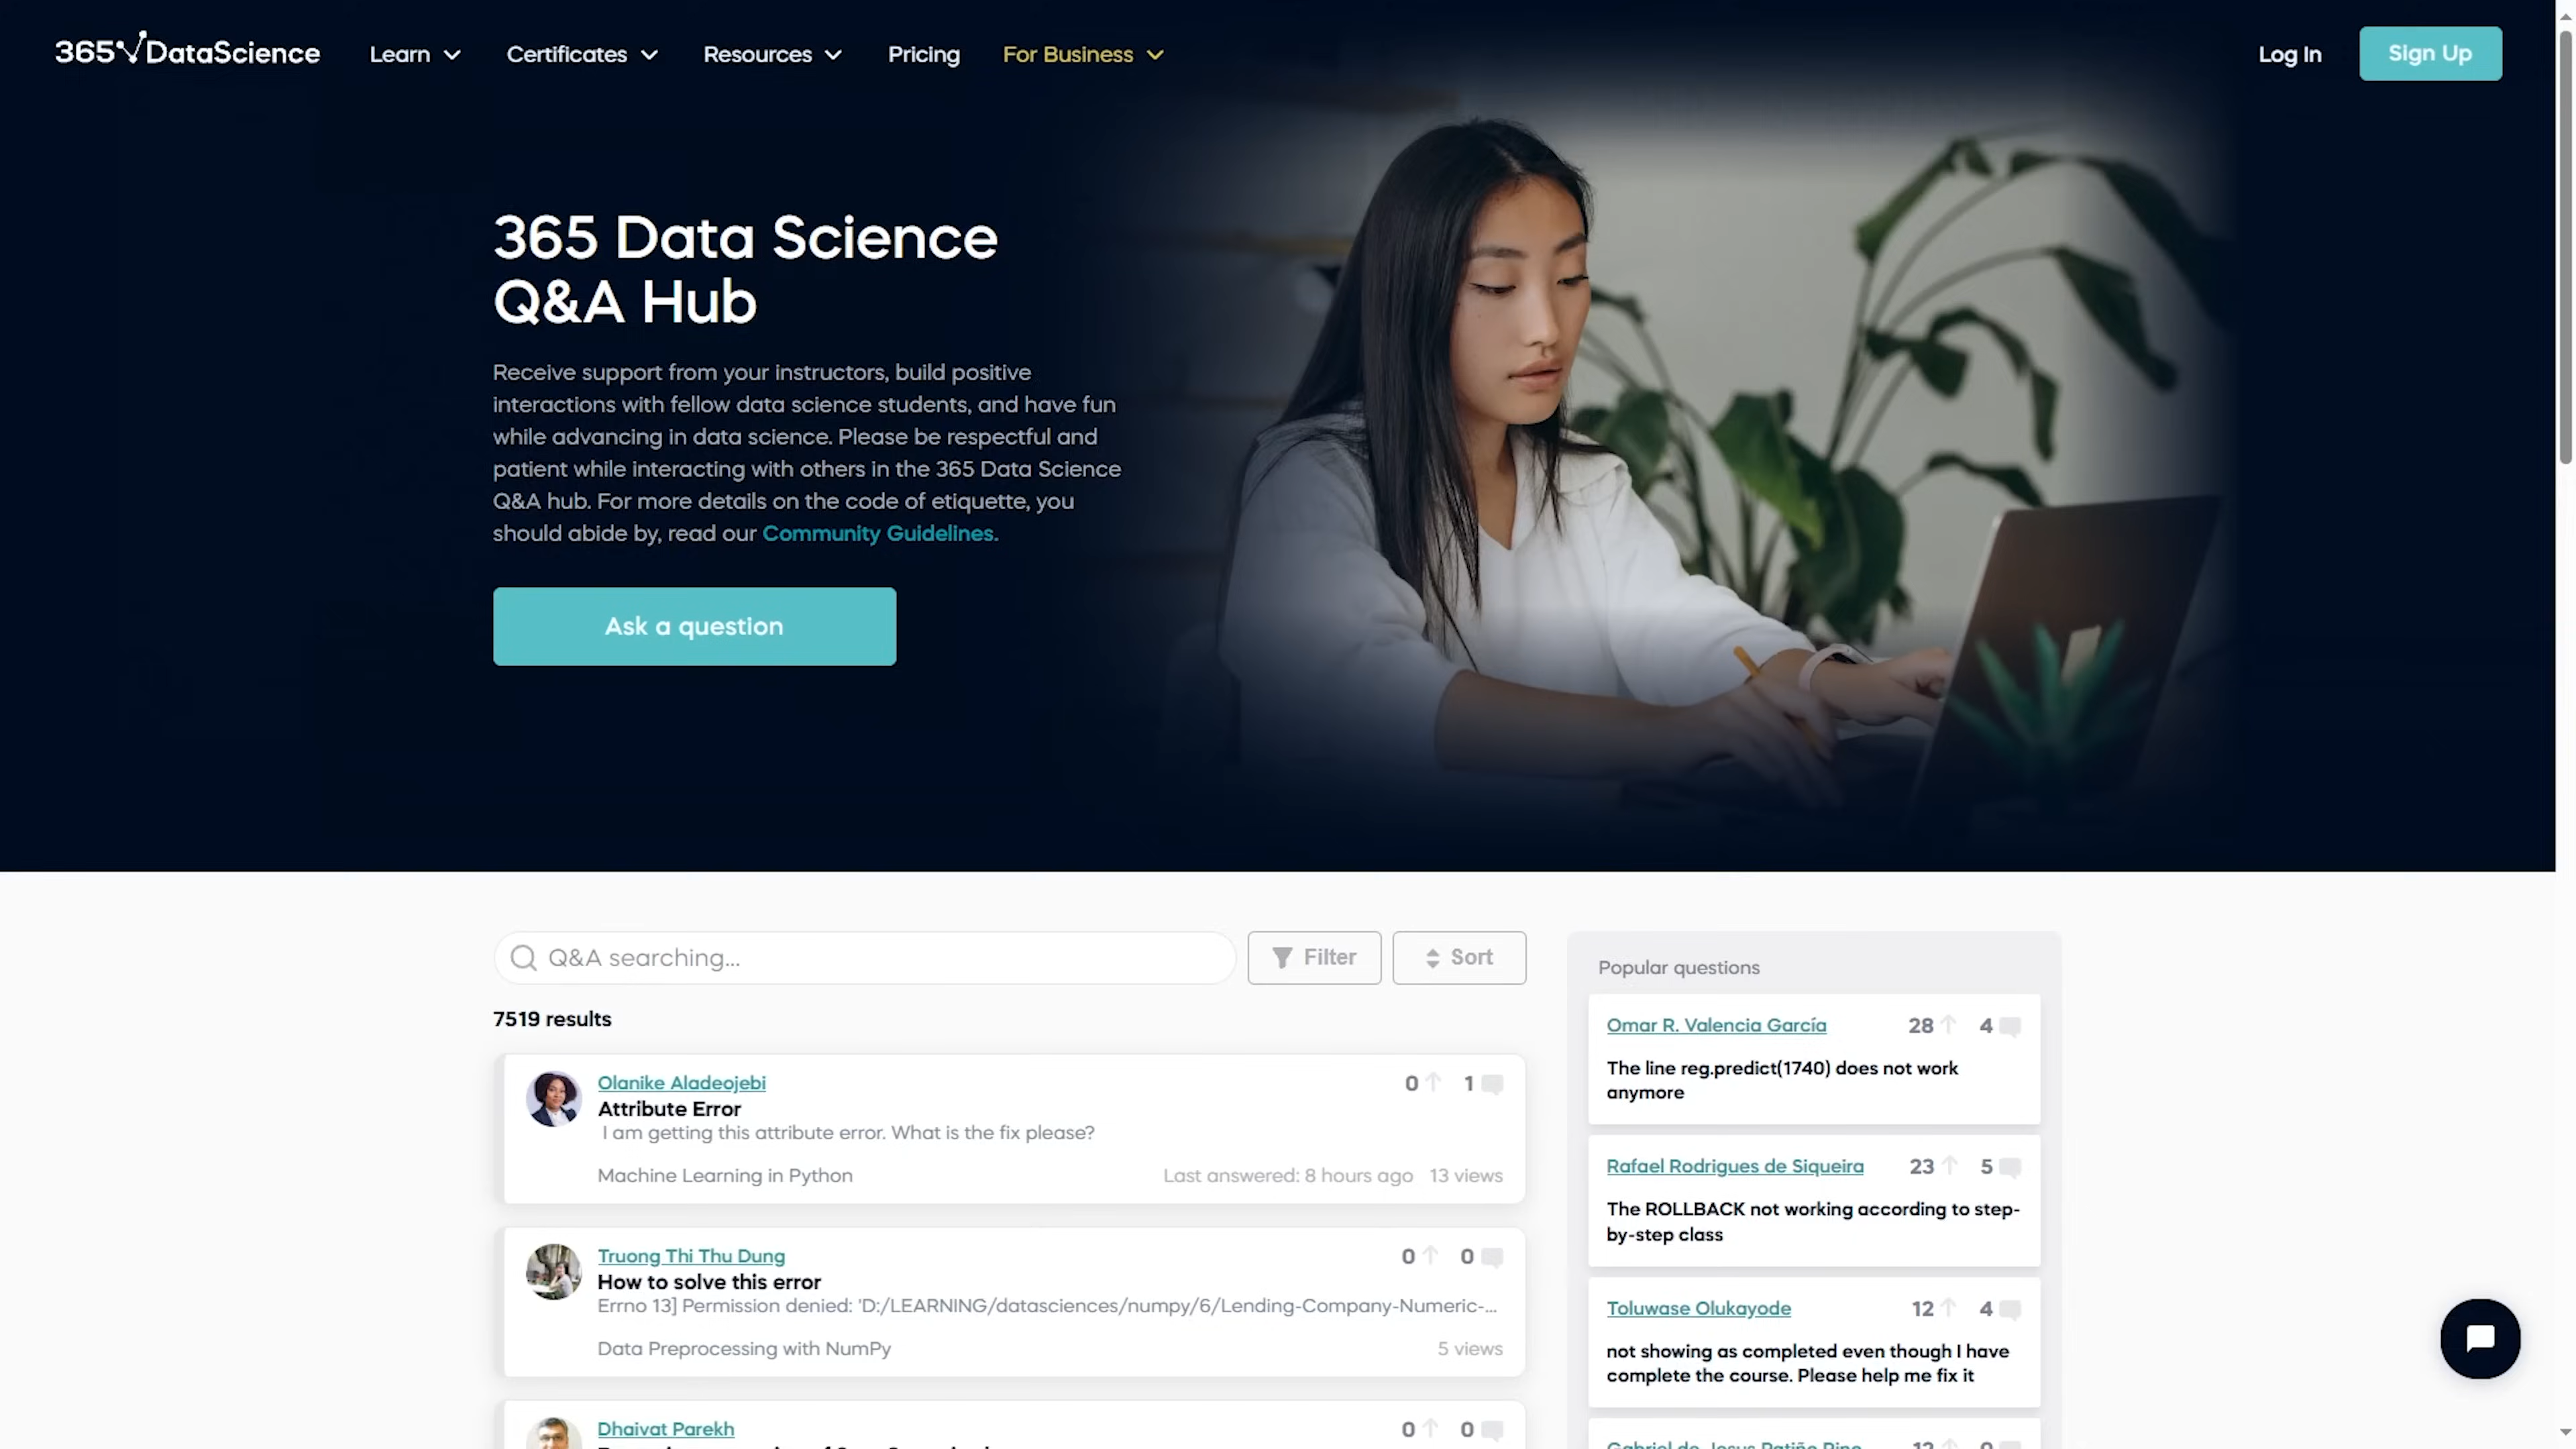 365 DataScience Learn Certificates Resources Pricing For Business Log In Sign Up
365 Data Science
Q&A Hub
Receive support from your instructors, build positive
interactions with fellow data science students, and have fun
while advancing in data science. Please be respectful and
patient while interacting with others in the 365 Data Science
Q&A hub. For more details on the code of etiquette, you
should abide by, read our Community Guidelines.
Ask a question
Q&A searching...
Filter
Sort
7519 results
Olanike Aladeojebi 0 1
Attribute Error
I am getting this attribute error. What is the fix please?
Machine Learning in Python Last answered: 8 hours ago 13 views
Truong Thi Thu Dung 0 0
How to solve this error
Errno 13] Permission denied: 'D:/LEARNING/datasciences/numpy/6/Lending-Company-Numeric-...
Data Preprocessing with NumPy 5 views
Dhaivat Parekh 0 0
Popular questions
Omar R. Valencia García 28 4
The line reg.predict(1740) does not work
anymore
Rafael Rodrigues de Siqueira 23 5
The ROLLBACK not working according to step-
by-step class
Toluwase Olukayode 12 4
not showing as completed even though I have
complete the course. Please help me fix it